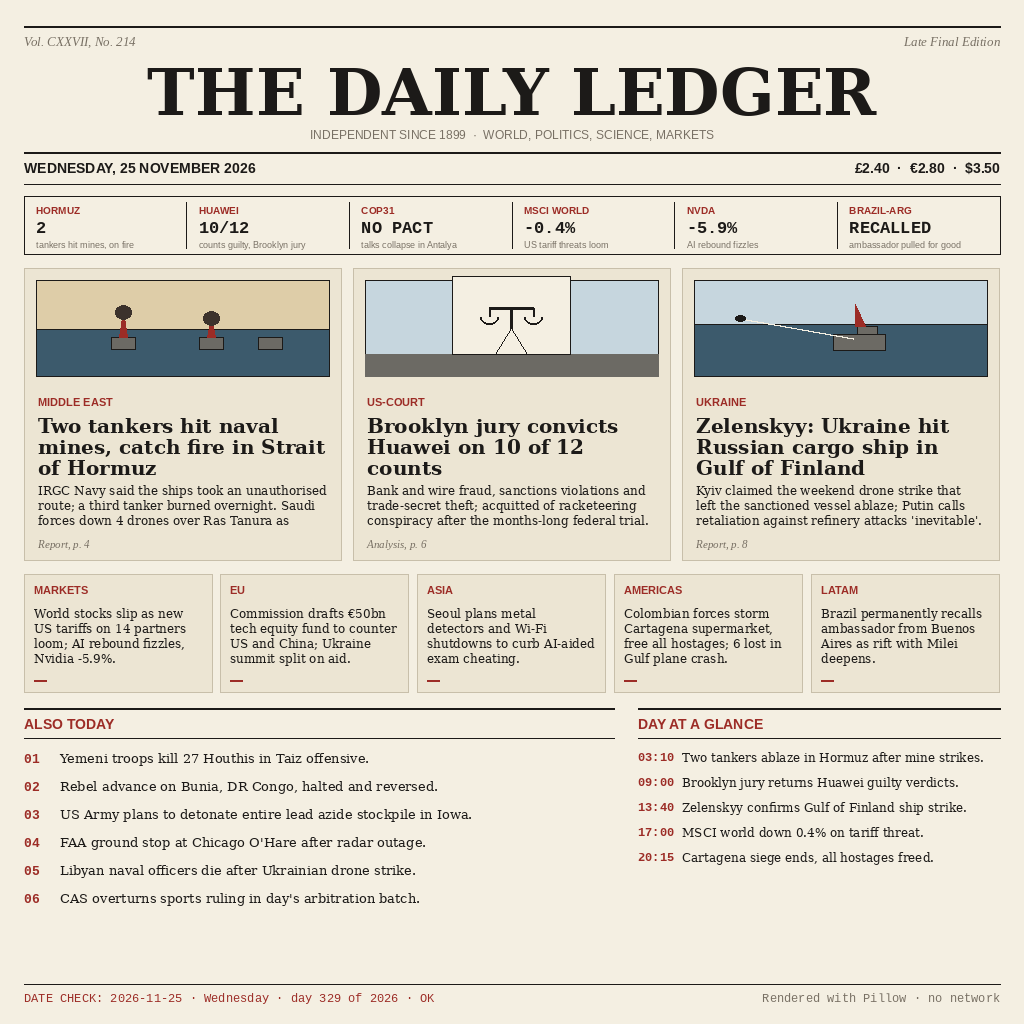 Vol. CXXVII, No. 214
Late Final Edition
THE DAILY LEDGER
INDEPENDENT SINCE 1899 · WORLD, POLITICS, SCIENCE, MARKETS
WEDNESDAY, 25 NOVEMBER 2026
£2.40 · €2.80 · $3.50
HORMUZ
2
tankers hit mines, on fire
HUAWEI
10/12
counts guilty, Brooklyn jury
COP31
NO PACT
talks collapse in Antalya
MSCI WORLD
-0.4%
US tariff threats loom
NVDA
-5.9%
AI rebound fizzles
BRAZIL-ARG
RECALLED
ambassador pulled for good
MIDDLE EAST
Two tankers hit naval
mines, catch fire in Strait
of Hormuz
IRGC Navy said the ships took an unauthorised
route; a third tanker burned overnight. Saudi
forces down 4 drones over Ras Tanura as
Report, p. 4
US-COURT
Brooklyn jury convicts
Huawei on 10 of 12
counts
Bank and wire fraud, sanctions violations and
trade-secret theft; acquitted of racketeering
conspiracy after the months-long federal trial.
Analysis, p. 6
UKRAINE
Zelenskyy: Ukraine hit
Russian cargo ship in
Gulf of Finland
Kyiv claimed the weekend drone strike that
left the sanctioned vessel ablaze; Putin calls
retaliation against refinery attacks 'inevitable'.
Report, p. 8
MARKETS
World stocks slip as new
US tariffs on 14 partners
loom; AI rebound fizzles,
Nvidia -5.9%.
EU
Commission drafts €50bn
tech equity fund to counter
US and China; Ukraine
summit split on aid.
ASIA
Seoul plans metal
detectors and Wi-Fi
shutdowns to curb AI-aided
exam cheating.
AMERICAS
Colombian forces storm
Cartagena supermarket,
free all hostages; 6 lost in
Gulf plane crash.
LATAM
Brazil permanently recalls
ambassador from Buenos
Aires as rift with Milei
deepens.
ALSO TODAY
01 Yemeni troops kill 27 Houthis in Taiz offensive.
02 Rebel advance on Bunia, DR Congo, halted and reversed.
03 US Army plans to detonate entire lead azide stockpile in Iowa.
04 FAA ground stop at Chicago O'Hare after radar outage.
05 Libyan naval officers die after Ukrainian drone strike.
06 CAS overturns sports ruling in day's arbitration batch.
DAY AT A GLANCE
03:10 Two tankers ablaze in Hormuz after mine strikes.
09:00 Brooklyn jury returns Huawei guilty verdicts.
13:40 Zelenskyy confirms Gulf of Finland ship strike.
17:00 MSCI world down 0.4% on tariff threat.
20:15 Cartagena siege ends, all hostages freed.
DATE CHECK: 2026-11-25 · Wednesday · day 329 of 2026 · OK
Rendered with Pillow · no network